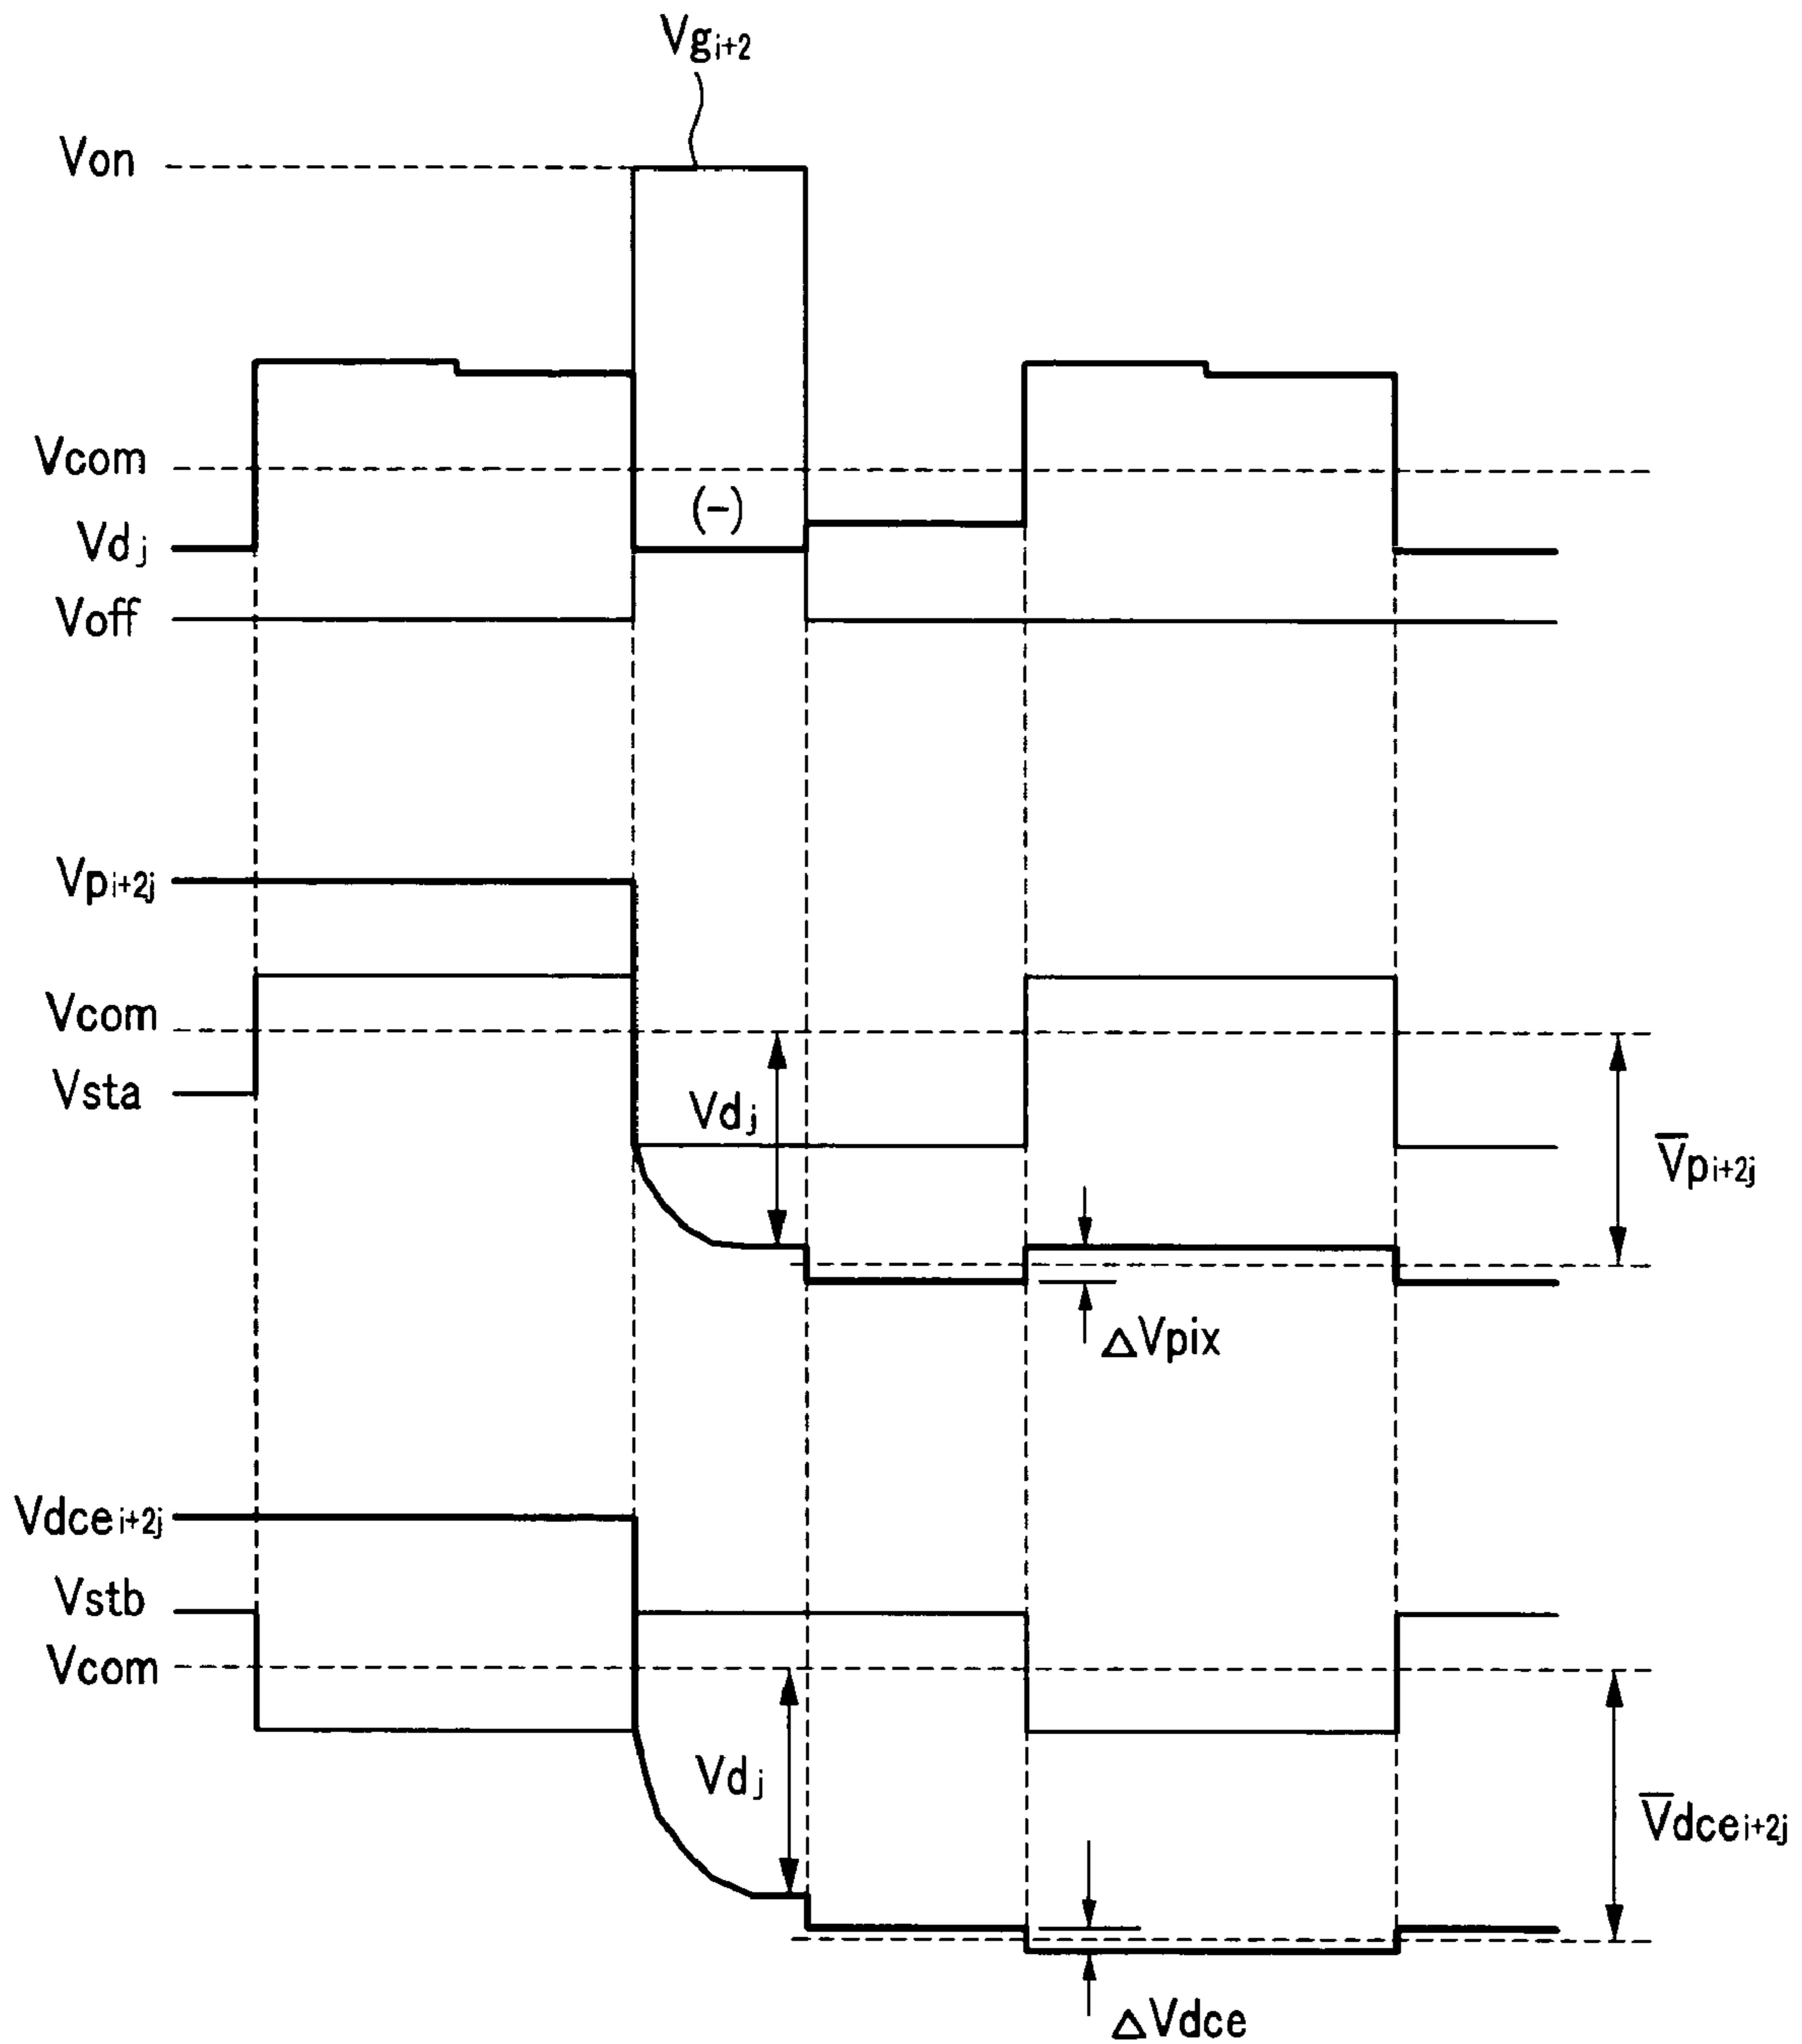 Vgi+2
Von
Vcom
(-)
Vdj
Voff
Vpi+2j
Vcom
Vsta
Vdj
V̅pi+2j
ΔVpix
Vdcei+2j
Vstb
Vcom
Vdj
V̅dcei+2j
ΔVdce